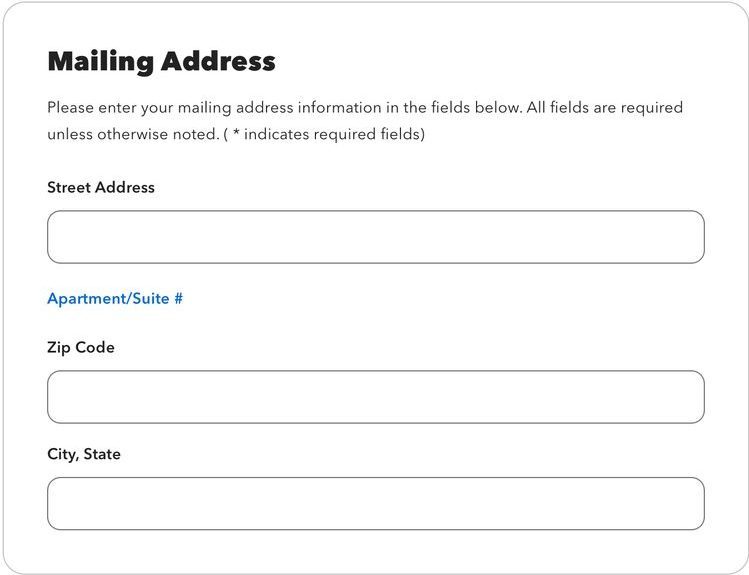 Mailing Address
Please enter your mailing address information in the fields below. All fields are required
unless otherwise noted. ( * indicates required fields)
Street Address
Apartment/Suite #
Zip Code
City, State